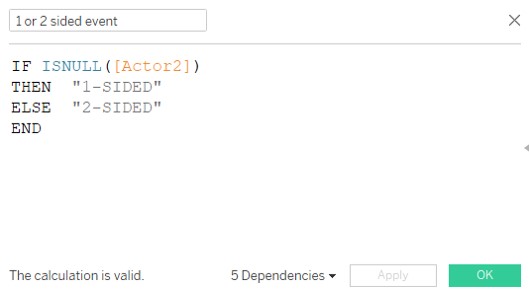 1 or 2 sided event
IF ISNULL([Actor2])
THEN  "1-SIDED"
ELSE  "2-SIDED"
END
The calculation is valid.
5 Dependencies
Apply
OK